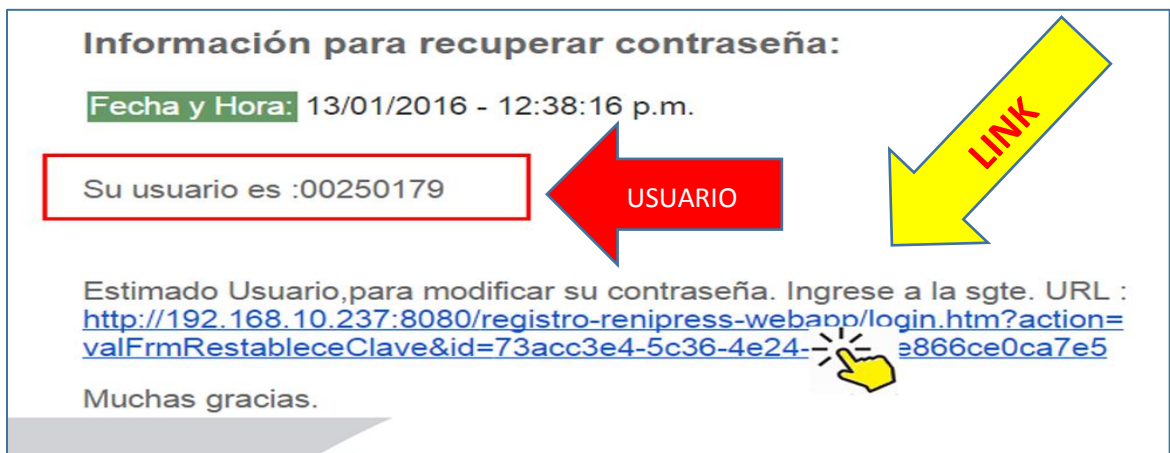 Información para recuperar contraseña:
Fecha y Hora: 13/01/2016 - 12:38:16 p.m.
LINK
Su usuario es :00250179
USUARIO
Estimado Usuario,para modificar su contraseña. Ingrese a la sgte. URL :
http://192.168.10.237:8080/registro-renipress-webapp/login.htm?action=
valFrmRestableceClave&id=73acc3e4-5c36-4e24- e866ce0ca7e5
Muchas gracias.